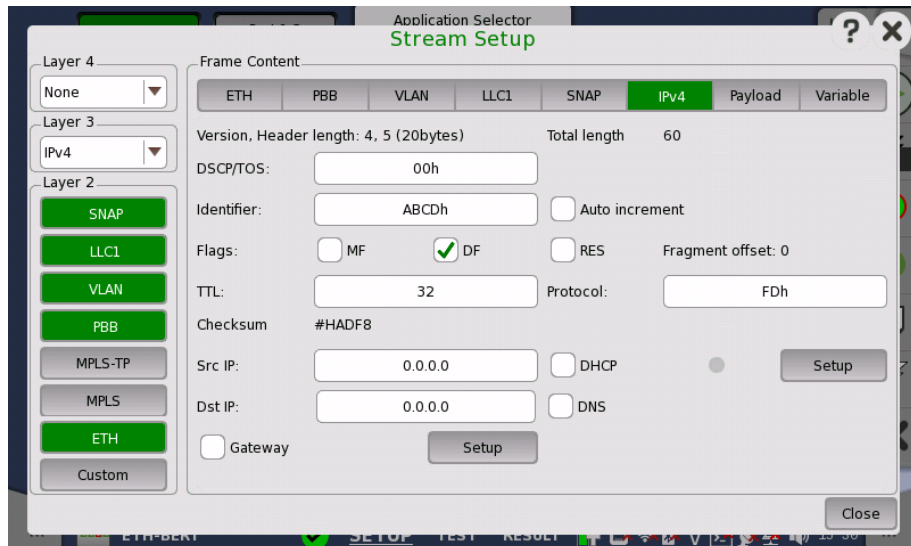 Application Selector
Stream Setup
?
Layer 4
None
Layer 3
IPv4
Layer 2
SNAP
LLC1
VLAN
PBB
MPLS-TP
MPLS
ETH
Custom
Frame Content
ETH PBB VLAN LLC1 SNAP IPv4 Payload Variable
Version, Header length: 4, 5 (20bytes) Total length 60
DSCP/TOS: 00h
Identifier: ABCDh Auto increment
Flags: MF DF RES Fragment offset: 0
TTL: 32 Protocol: FDh
Checksum #HADF8
Src IP: 0.0.0.0 DHCP Setup
Dst IP: 0.0.0.0 DNS
Gateway Setup
Close
ETH-BERT SETUP TEST RESULT